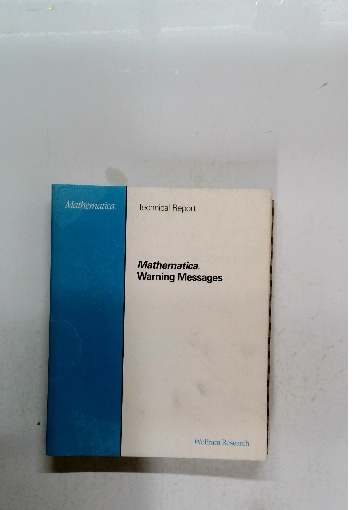 Mathematica.
Technical Report
Mathematica.
Warning Messages
Wolfram Research